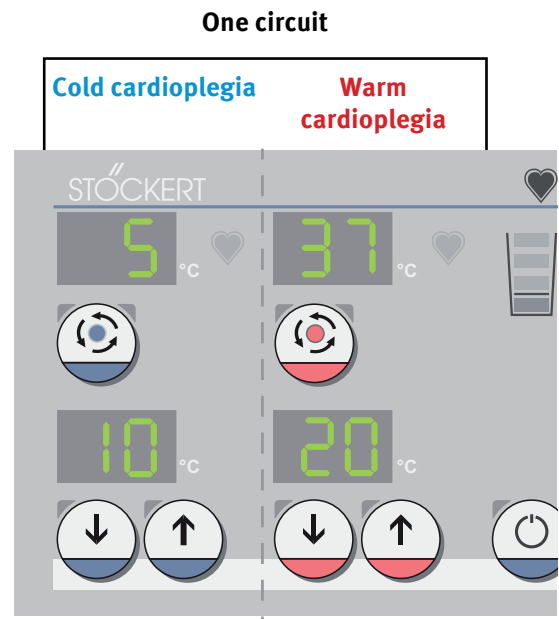 One circuit
Cold cardioplegia
Warm
cardioplegia
STÖCKERT
5 °C
37 °C
10 °C
20 °C